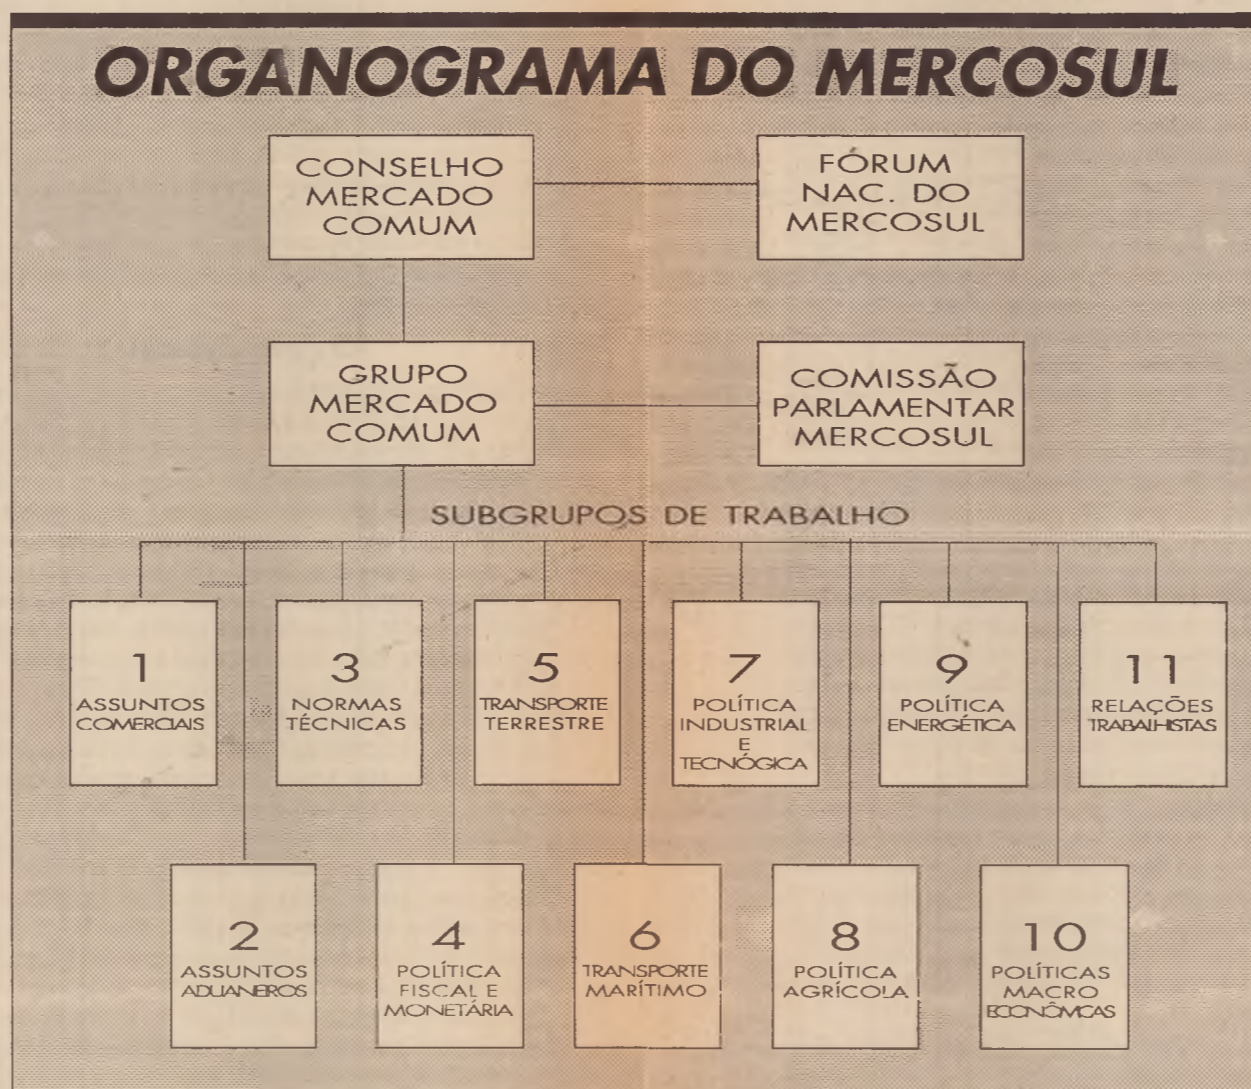 ORGANOGRAMA DO MERCOSUL
CONSELHO
MERCADO
COMUM
FÓRUM
NAC. DO
MERCOSUL
GRUPO
MERCADO
COMUM
COMISSÃO
PARLAMENTAR
MERCOSUL
SUBGRUPOS DE TRABALHO
1
ASSUNTOS
COMERCIAIS
3
NORMAS
TÉCNICAS
5
TRANSPORTE
TERRESTRE
7
POLÍTICA
INDUSTRIAL
E
TECNÓGICA
9
POLÍTICA
ENERGÉTICA
11
RELAÇÕES
TRABALHISTAS
2
ASSUNTOS
ADUANEIROS
4
POLÍTICA
FISCAL E
MONETÁRIA
6
TRANSPORTE
MARÍTIMO
8
POLÍTICA
AGRÍCOLA
10
POLÍTICAS
MACRO
ECONÔMICAS